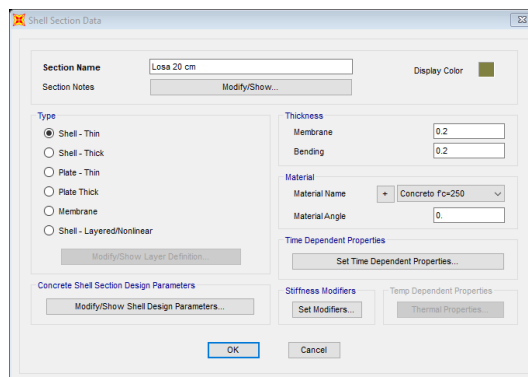 Shell Section Data
Section Name
Losa 20 cm
Display Color
Section Notes
Modify/Show...
Type
Shell - Thin
Shell - Thick
Plate - Thin
Plate Thick
Membrane
Shell - Layered/Nonlinear
Modify/Show Layer Definition...
Concrete Shell Section Design Parameters
Modify/Show Shell Design Parameters...
Thickness
Membrane
0.2
Bending
0.2
Material
Material Name
+
Concreto f'c=250
Material Angle
0.
Time Dependent Properties
Set Time Dependent Properties...
Stiffness Modifiers
Set Modifiers...
Temp Dependent Properties
Thermal Properties...
OK
Cancel